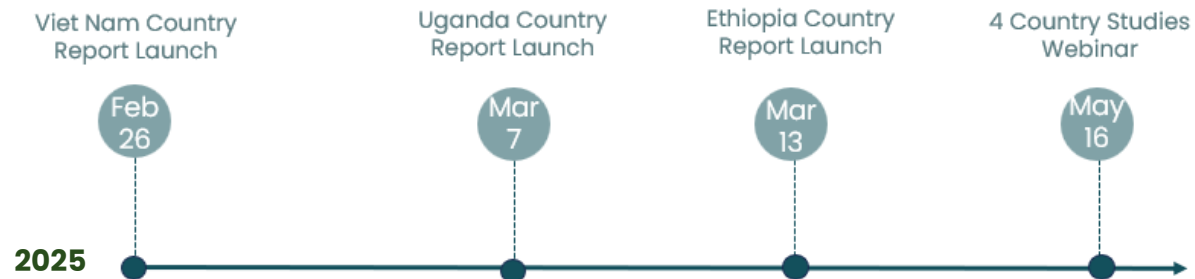 Viet Nam Country
Report Launch
Uganda Country
Report Launch
Ethiopia Country
Report Launch
4 Country Studies
Webinar
Feb
26
Mar
7
Mar
13
May
16
2025